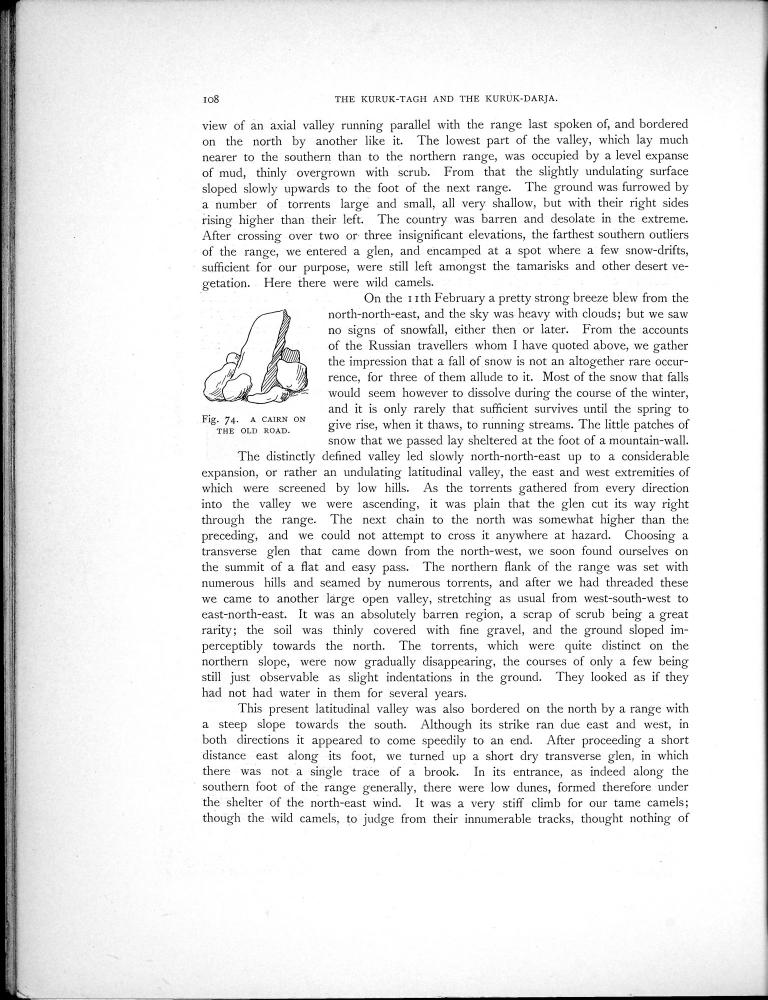 108 THE KURUK-TAGH AND THE KURUK-DARJA.
view of an axial valley running parallel with the range last spoken of, and bordered
on the north by another like it. The lowest part of the valley, which lay much
nearer to the southern than to the northern range, was occupied by a level expanse
of mud, thinly overgrown with scrub. From that the slightly undulating surface
sloped slowly upwards to the foot of the next range. The ground was furrowed by
a number of torrents large and small, all very shallow, but with their right sides
rising higher than their left. The country was barren and desolate in the extreme.
After crossing over two or three insignificant elevations, the farthest southern outliers
of the range, we entered a glen, and encamped at a spot where a few snow-drifts,
sufficient for our purpose, were still left amongst the tamarisks and other desert ve-
getation. Here there were wild camels.
On the 11th February a pretty strong breeze blew from the
north-north-east, and the sky was heavy with clouds; but we saw
no signs of snowfall, either then or later. From the accounts
of the Russian travellers whom I have quoted above, we gather
the impression that a fall of snow is not an altogether rare occur-
rence, for three of them allude to it. Most of the snow that falls
would seem however to dissolve during the course of the winter,
and it is only rarely that sufficient survives until the spring to
give rise, when it thaws, to running streams. The little patches of
snow that we passed lay sheltered at the foot of a mountain-wall.
Fig. 74. A CAIRN ON
THE OLD ROAD.
The distinctly defined valley led slowly north-north-east up to a considerable
expansion, or rather an undulating latitudinal valley, the east and west extremities of
which were screened by low hills. As the torrents gathered from every direction
into the valley we were ascending, it was plain that the glen cut its way right
through the range. The next chain to the north was somewhat higher than the
preceding, and we could not attempt to cross it anywhere at hazard. Choosing a
transverse glen that came down from the north-west, we soon found ourselves on
the summit of a flat and easy pass. The northern flank of the range was set with
numerous hills and seamed by numerous torrents, and after we had threaded these
we came to another large open valley, stretching as usual from west-south-west to
east-north-east. It was an absolutely barren region, a scrap of scrub being a great
rarity; the soil was thinly covered with fine gravel, and the ground sloped im-
perceptibly towards the north. The torrents, which were quite distinct on the
northern slope, were now gradually disappearing, the courses of only a few being
still just observable as slight indentations in the ground. They looked as if they
had not had water in them for several years.
This present latitudinal valley was also bordered on the north by a range with
a steep slope towards the south. Although its strike ran due east and west, in
both directions it appeared to come speedily to an end. After proceeding a short
distance east along its foot, we turned up a short dry transverse glen, in which
there was not a single trace of a brook. In its entrance, as indeed along the
southern foot of the range generally, there were low dunes, formed therefore under
the shelter of the north-east wind. It was a very stiff climb for our tame camels;
though the wild camels, to judge from their innumerable tracks, thought nothing of